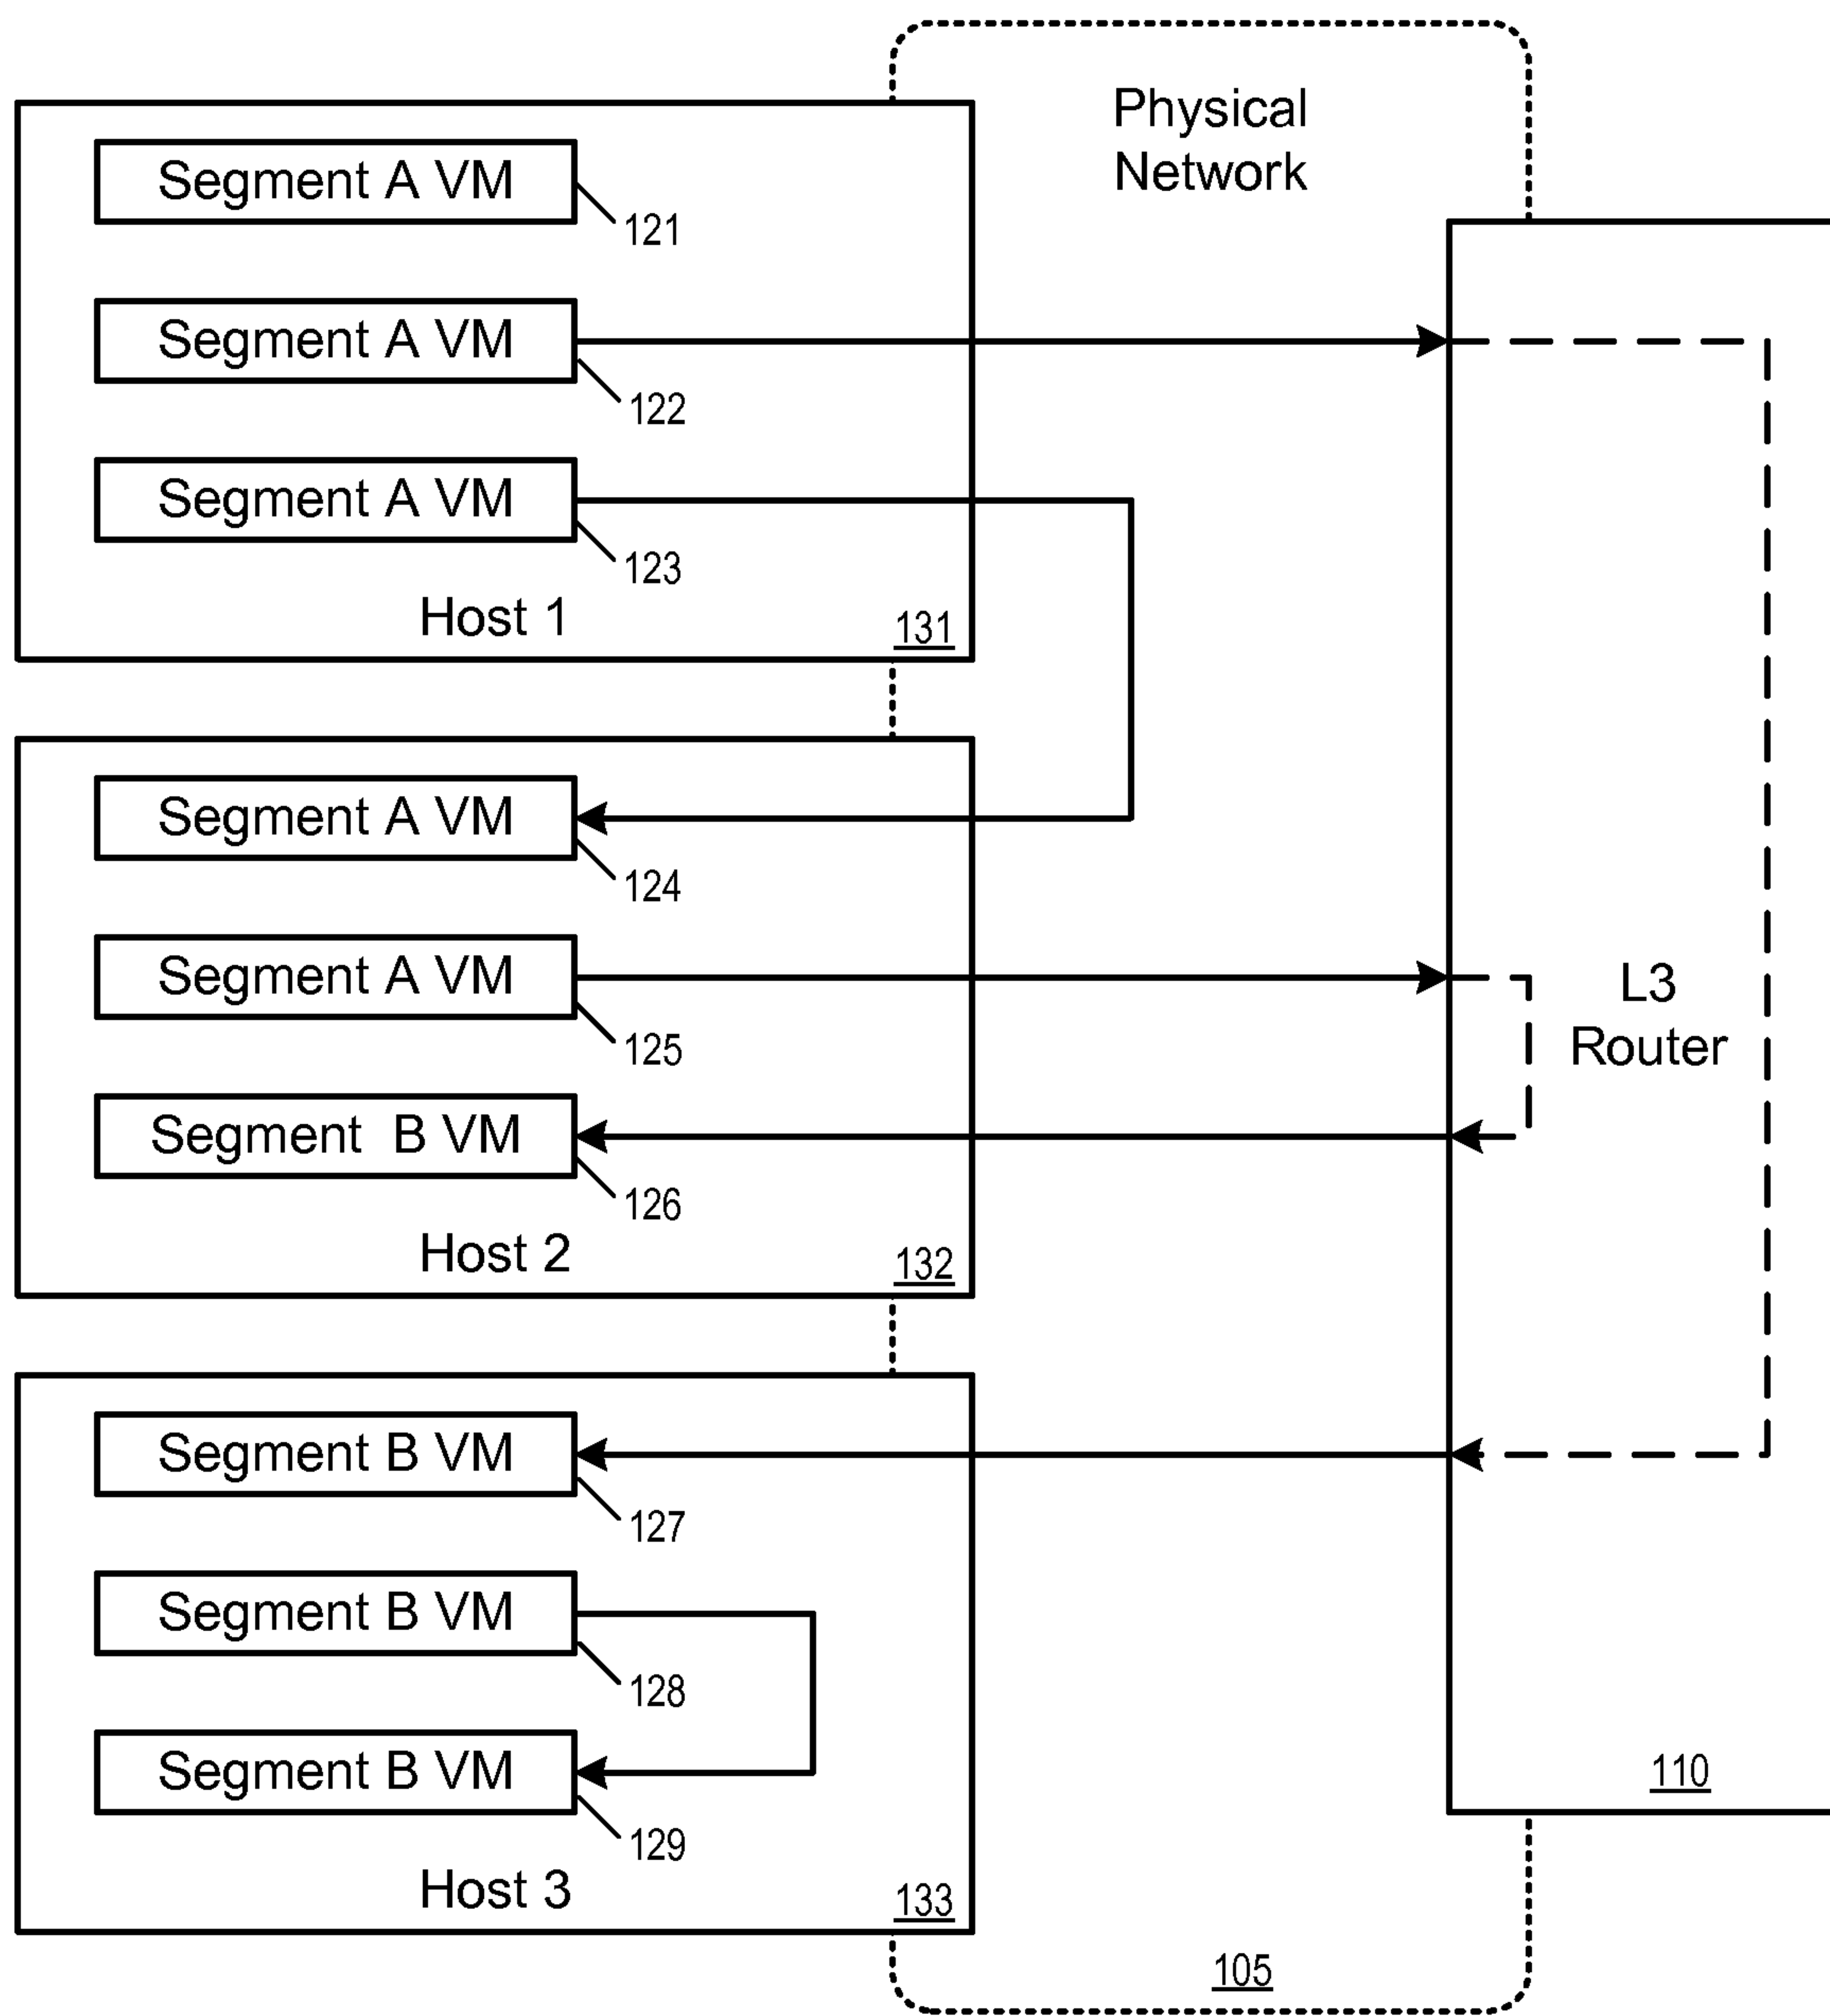 Physical
Network
Segment A VM
121
Segment A VM
122
Segment A VM
123
Host 1
131
Segment A VM
124
Segment A VM
125
Segment B VM
126
Host 2
132
L3
Router
Segment B VM
127
Segment B VM
128
Segment B VM
129
Host 3
133
110
105